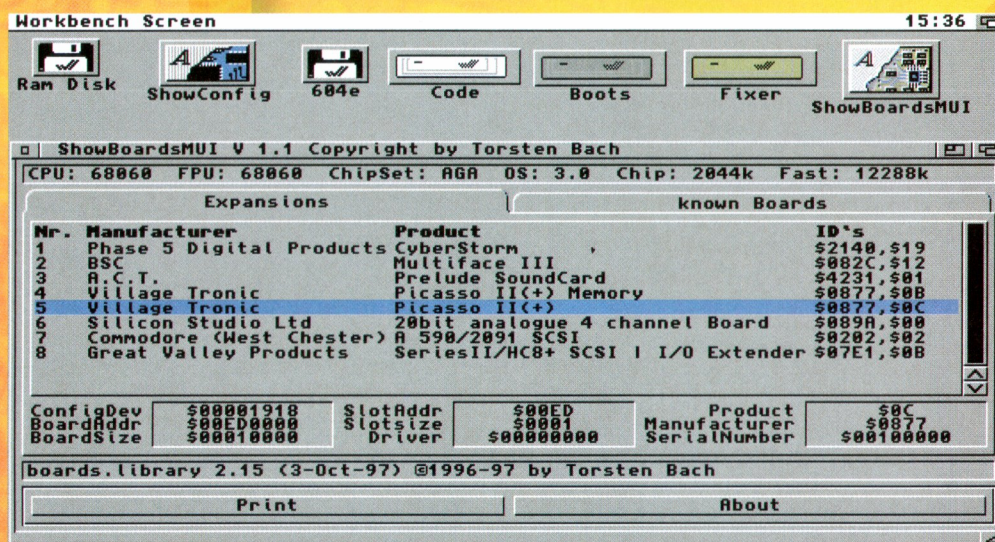 Workbench Screen 15:36
Ram Disk ShowConfig 604e Code Boots Fixer ShowBoardsMUI
ShowBoardsMUI V 1.1 Copyright by Torsten Bach
CPU: 68060 FPU: 68060 ChipSet: AGA OS: 3.0 Chip: 2044k Fast: 12288k
Expansions known Boards
Nr. Manufacturer Product ID's
1 Phase 5 Digital Products CyberStorm $2140,$19
2 BSC Multiface III $082C,$12
3 A.C.T. Prelude SoundCard $4231,$01
4 Village Tronic Picasso II(+) Memory $0877,$0B
5 Village Tronic Picasso II(+) $0877,$0C
6 Silicon Studio Ltd 20bit analogue 4 channel Board $089A,$00
7 Commodore (West Chester) A 590/2091 SCSI $0202,$02
8 Great Valley Products SeriesII/HC8+ SCSI | I/O Extender $07E1,$0B
ConfigDev $00001918 SlotAddr $00ED Product $0C
BoardAddr $00ED0000 Slotsize $0001 Manufacturer $0877
BoardSize $00010000 Driver $00000000 SerialNumber $00100000
boards.library 2.15 (3-Oct-97) ©1996-97 by Torsten Bach
Print About